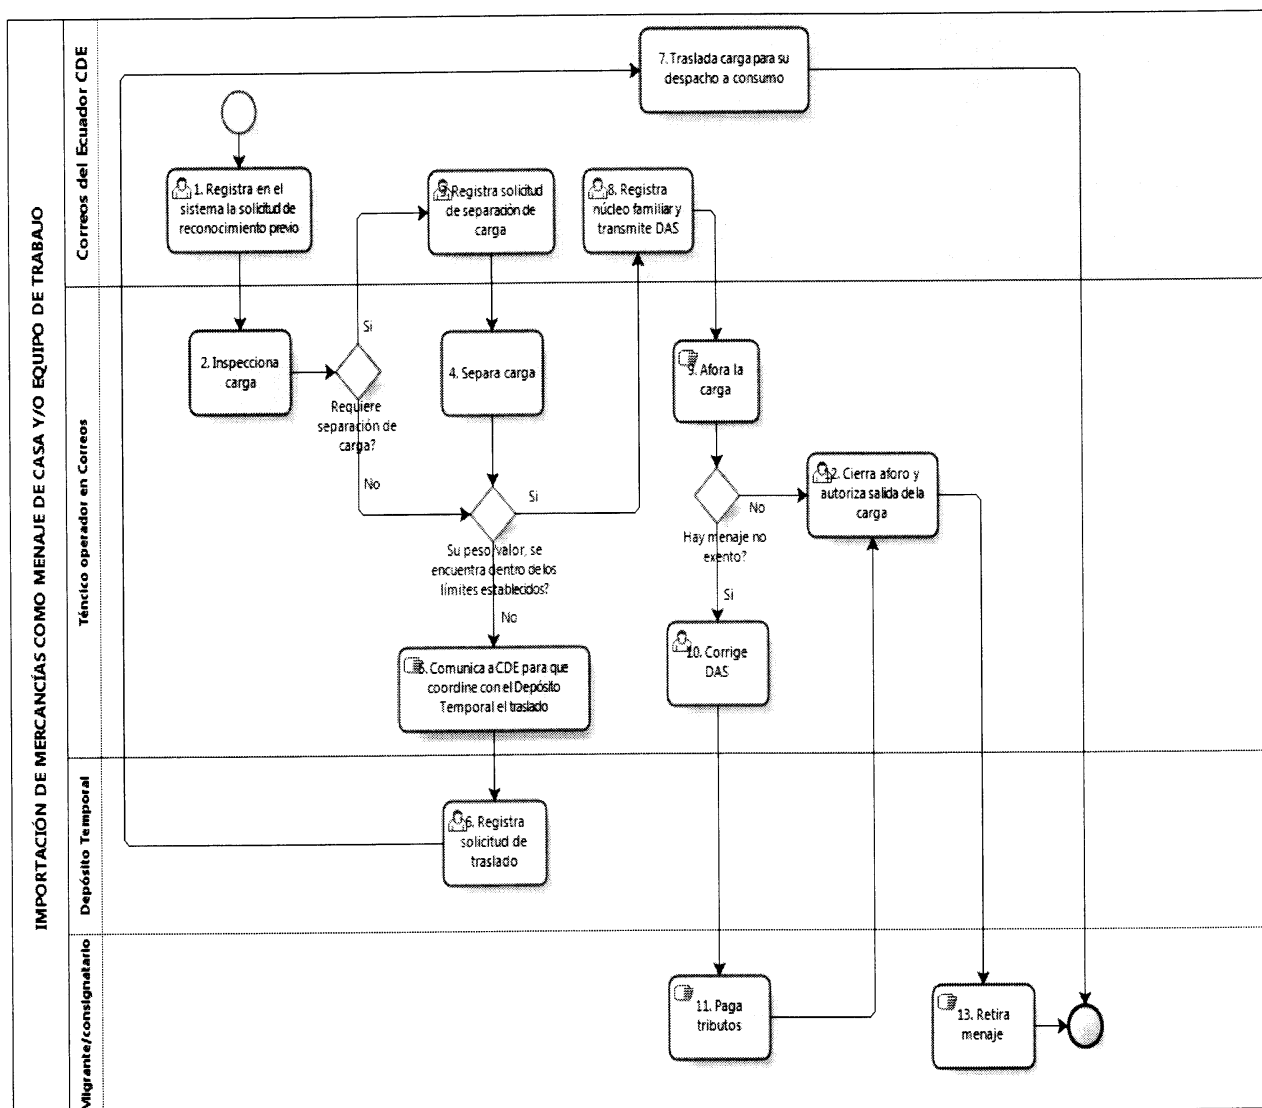 IMPORTACIÓN DE MERCANCÍAS COMO MENAJE DE CASA Y/O EQUIPO DE TRABAJO
Correos del Ecuador CDE
7. Traslada carga para su
despacho a consumo
1. Registra en el
sistema la solicitud de
reconocimiento previo
3. Registra solicitud
de separación de
carga
8. Registra
núcleo familiar y
transmite DAS
Téncico operador en Correos
2. Inspecciona
carga
Si
Requiere
separación de
carga?
No
4. Separa carga
Si
Su peso, valor, se
encuentra dentro de los
límites establecidos?
No
5. Comunica a CDE para que
coordine con el Depósito
Temporal el traslado
9. Afora la
carga
No
Hay menaje no
exento?
Si
12. Cierra aforo y
autoriza salida de la
carga
10. Corrige
DAS
Depósito Temporal
6. Registra
solicitud de
traslado
Migrante/consignatario
11. Paga
tributos
13. Retira
menaje